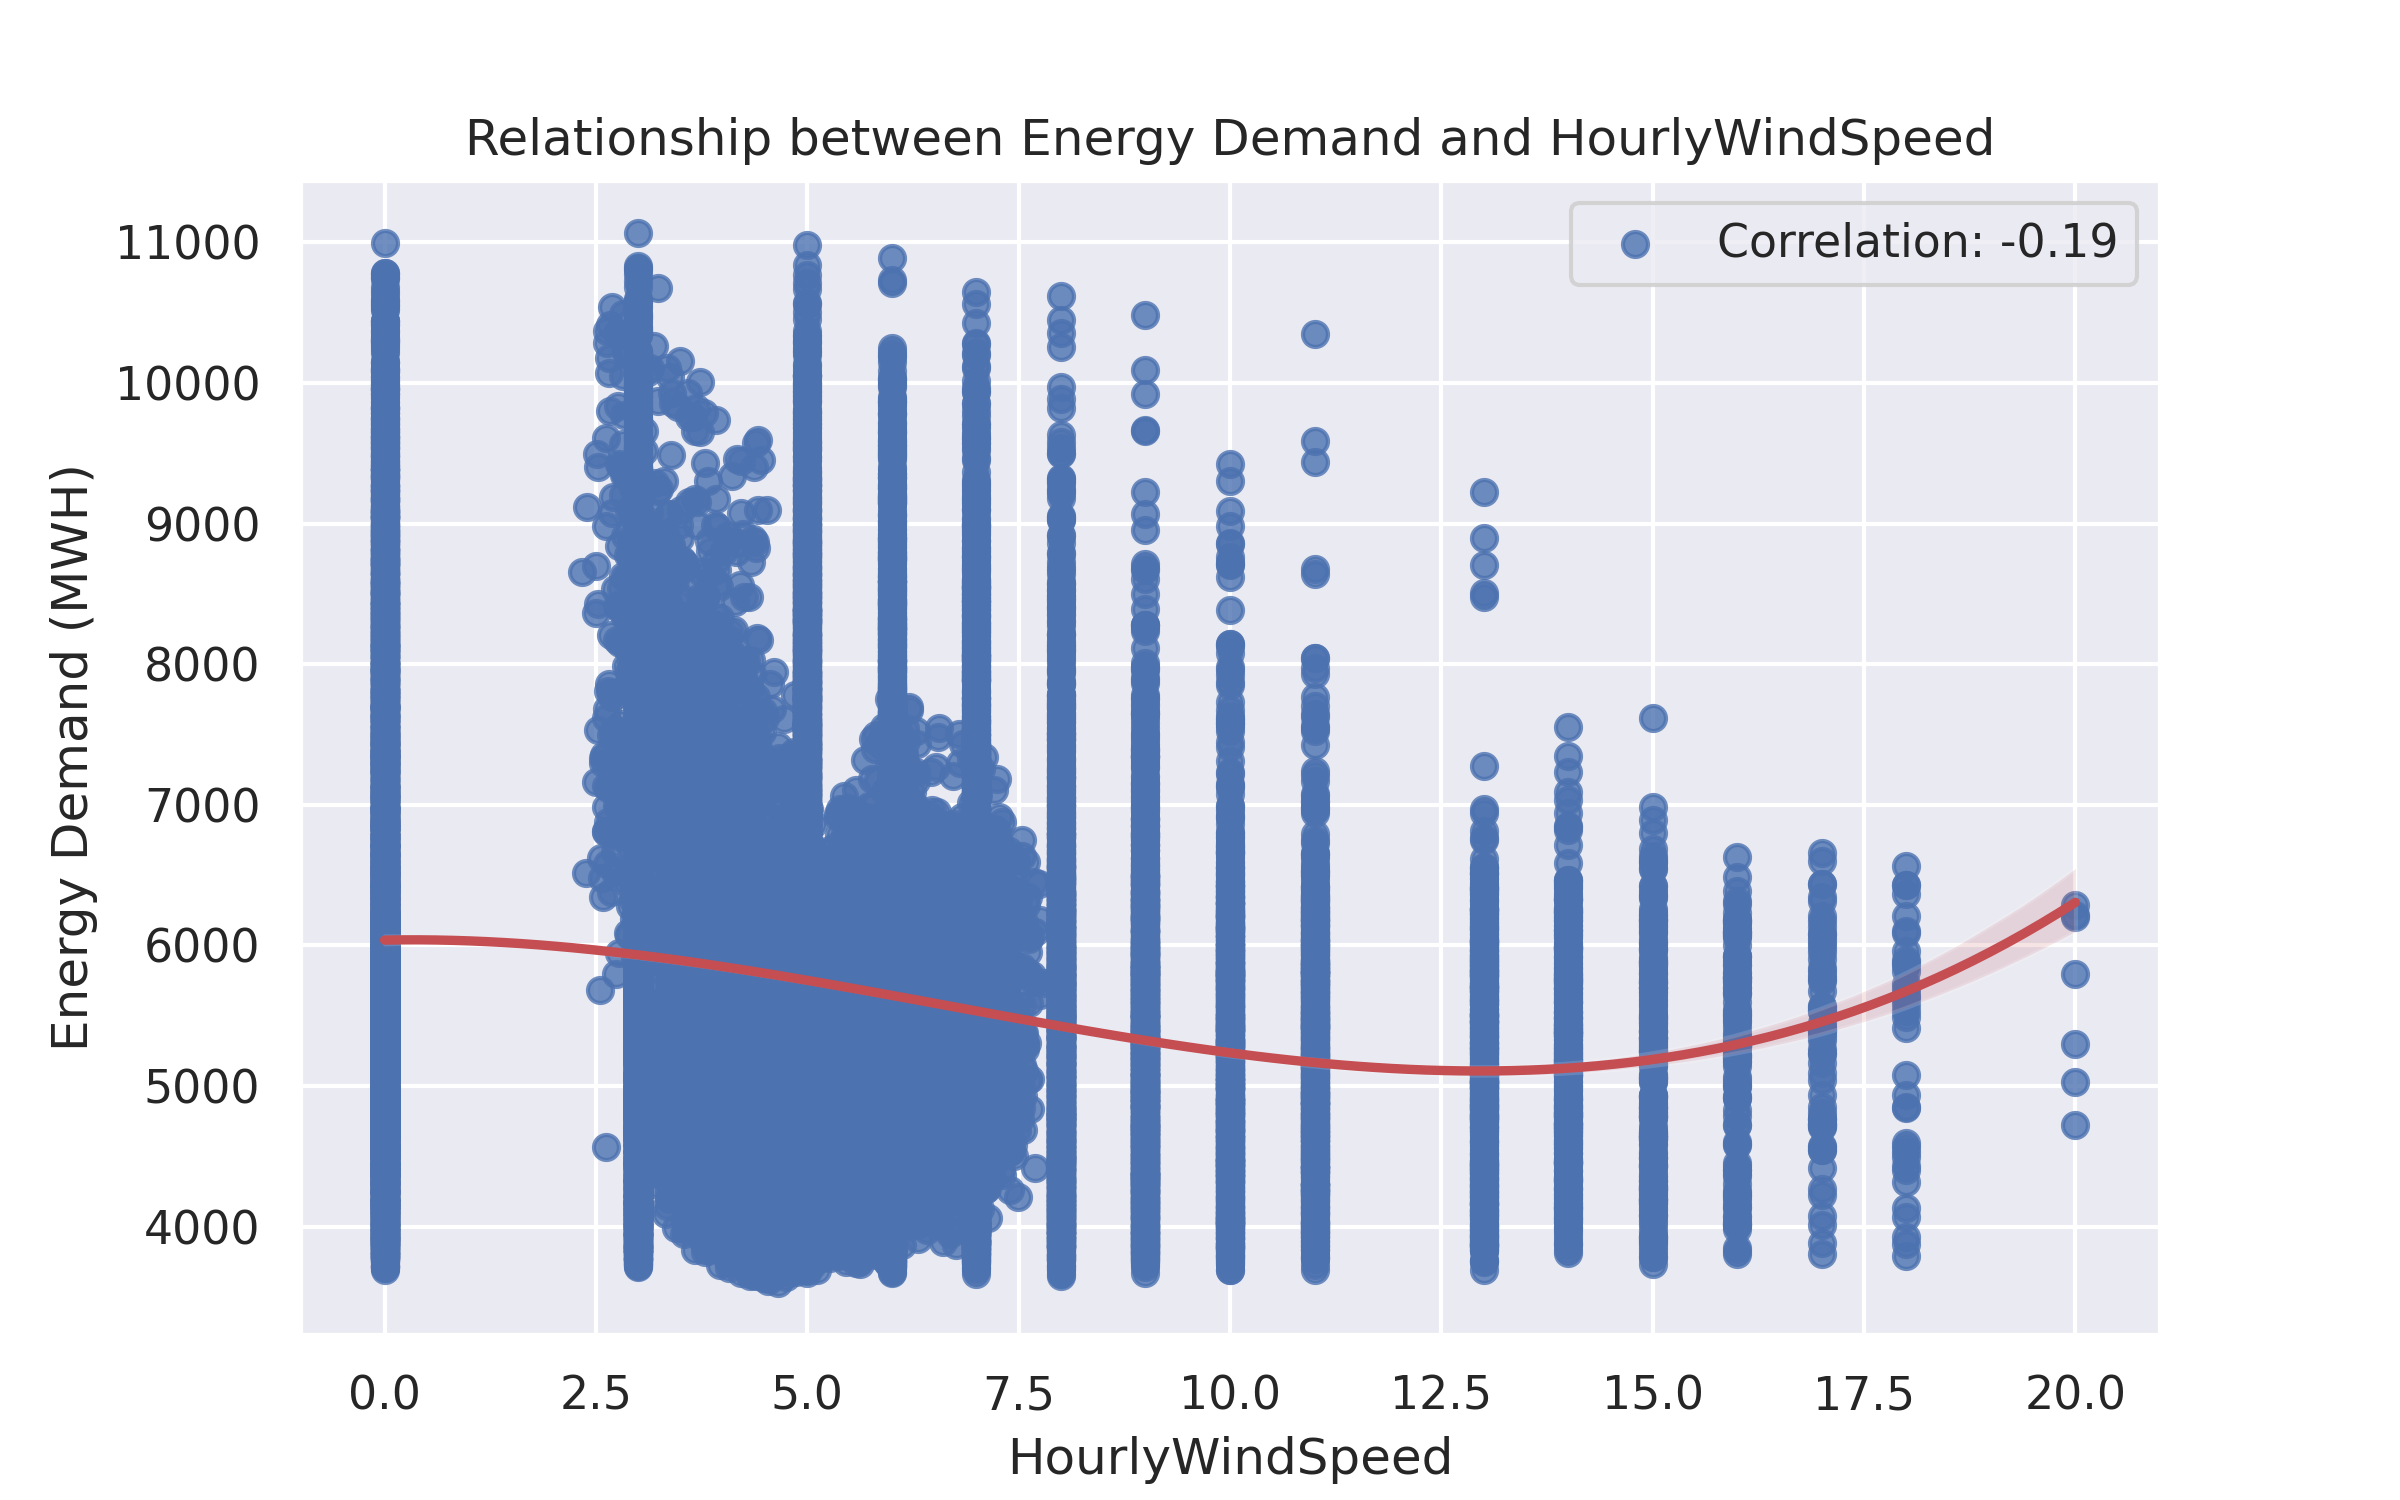 Relationship between Energy Demand and HourlyWindSpeed
Correlation: -0.19
Energy Demand (MWH)
11000
10000
9000
8000
7000
6000
5000
4000
0.0 2.5 5.0 7.5 10.0 12.5 15.0 17.5 20.0
HourlyWindSpeed